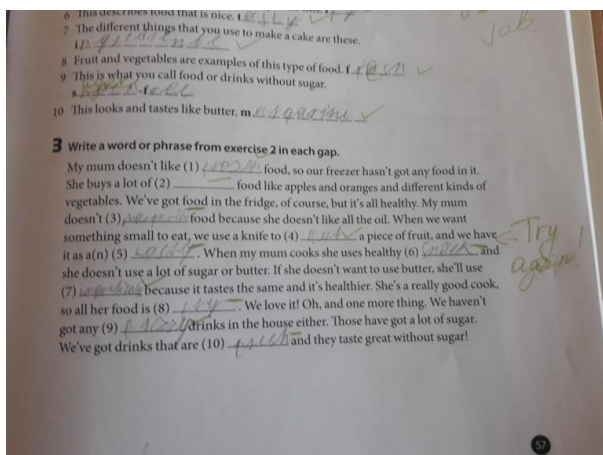 6 This describes food that is nice. t
job.
7 The different things that you use to make a cake are these.
i
8 Fruit and vegetables are examples of this type of food. fresh
9 This is what you call food or drinks without sugar.
s -free
10 This looks and tastes like butter. m
3 Write a word or phrase from exercise 2 in each gap.
My mum doesn't like (1) food, so our freezer hasn't got any food in it.
She buys a lot of (2) food like apples and oranges and different kinds of
vegetables. We've got food in the fridge, of course, but it's all healthy. My mum
doesn't (3) food because she doesn't like all the oil. When we want
something small to eat, we use a knife to (4) a piece of fruit, and we have
Try
it as a(n) (5) . When my mum cooks she uses healthy (6) snack and
again!
she doesn't use a lot of sugar or butter. If she doesn't want to use butter, she'll use
(7) because it tastes the same and it's healthier. She's a really good cook,
so all her food is (8) fry . We love it! Oh, and one more thing. We haven't
got any (9) fizzy drinks in the house either. Those have got a lot of sugar.
We've got drinks that are (10) fresh and they taste great without sugar!
57